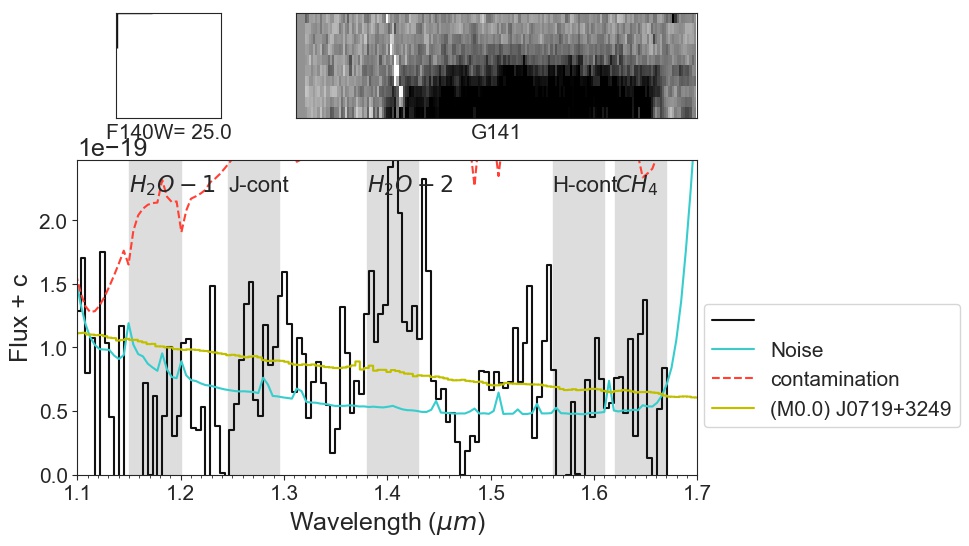 F140W= 25.0
G141
1e−19
H₂O − 1
J-cont
H₂O − 2
H-cont
CH₄
2.0
1.5
1.0
0.5
0.0
Flux + c
1.1
1.2
1.3
1.4
1.5
1.6
1.7
Wavelength (μm)
Noise
contamination
(M0.0) J0719+3249